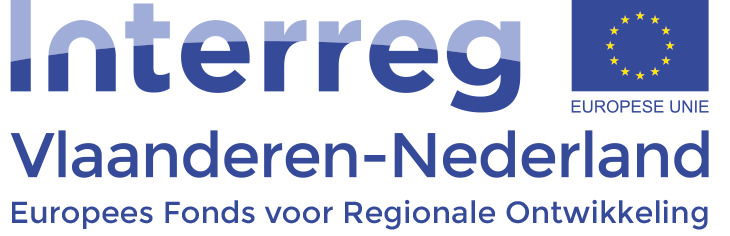 Interreg
EUROPESE UNIE
Vlaanderen-Nederland
Europees Fonds voor Regionale Ontwikkeling